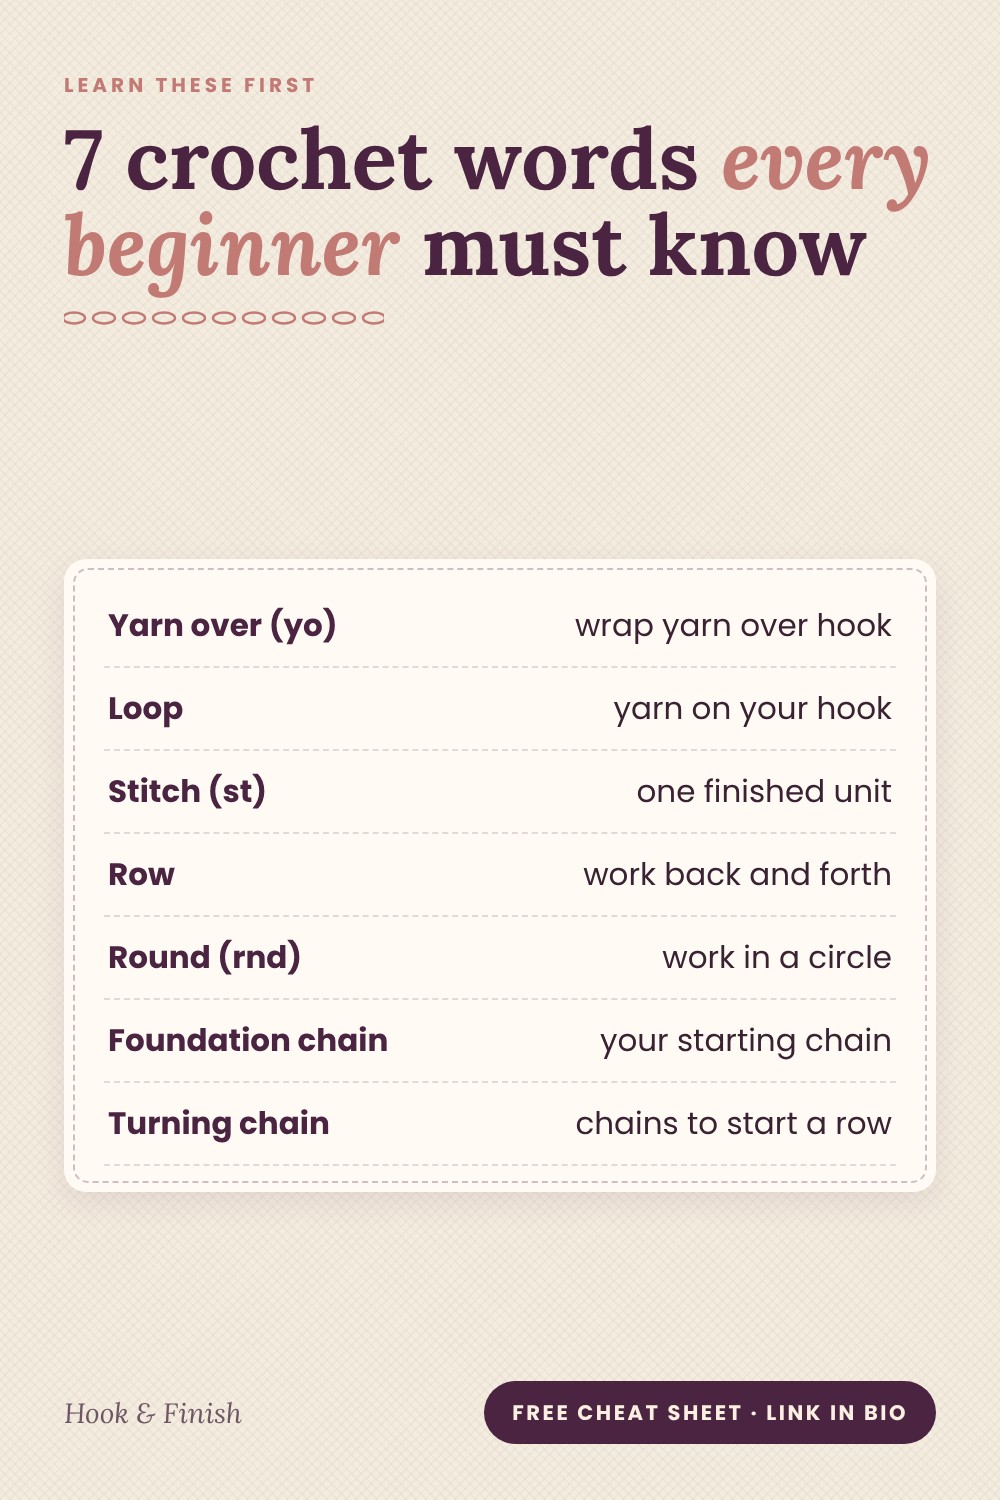 LEARN THESE FIRST
7 crochet words every
beginner must know
Yarn over (yo) wrap yarn over hook
Loop yarn on your hook
Stitch (st) one finished unit
Row work back and forth
Round (rnd) work in a circle
Foundation chain your starting chain
Turning chain chains to start a row
Hook & Finish FREE CHEAT SHEET · LINK IN BIO